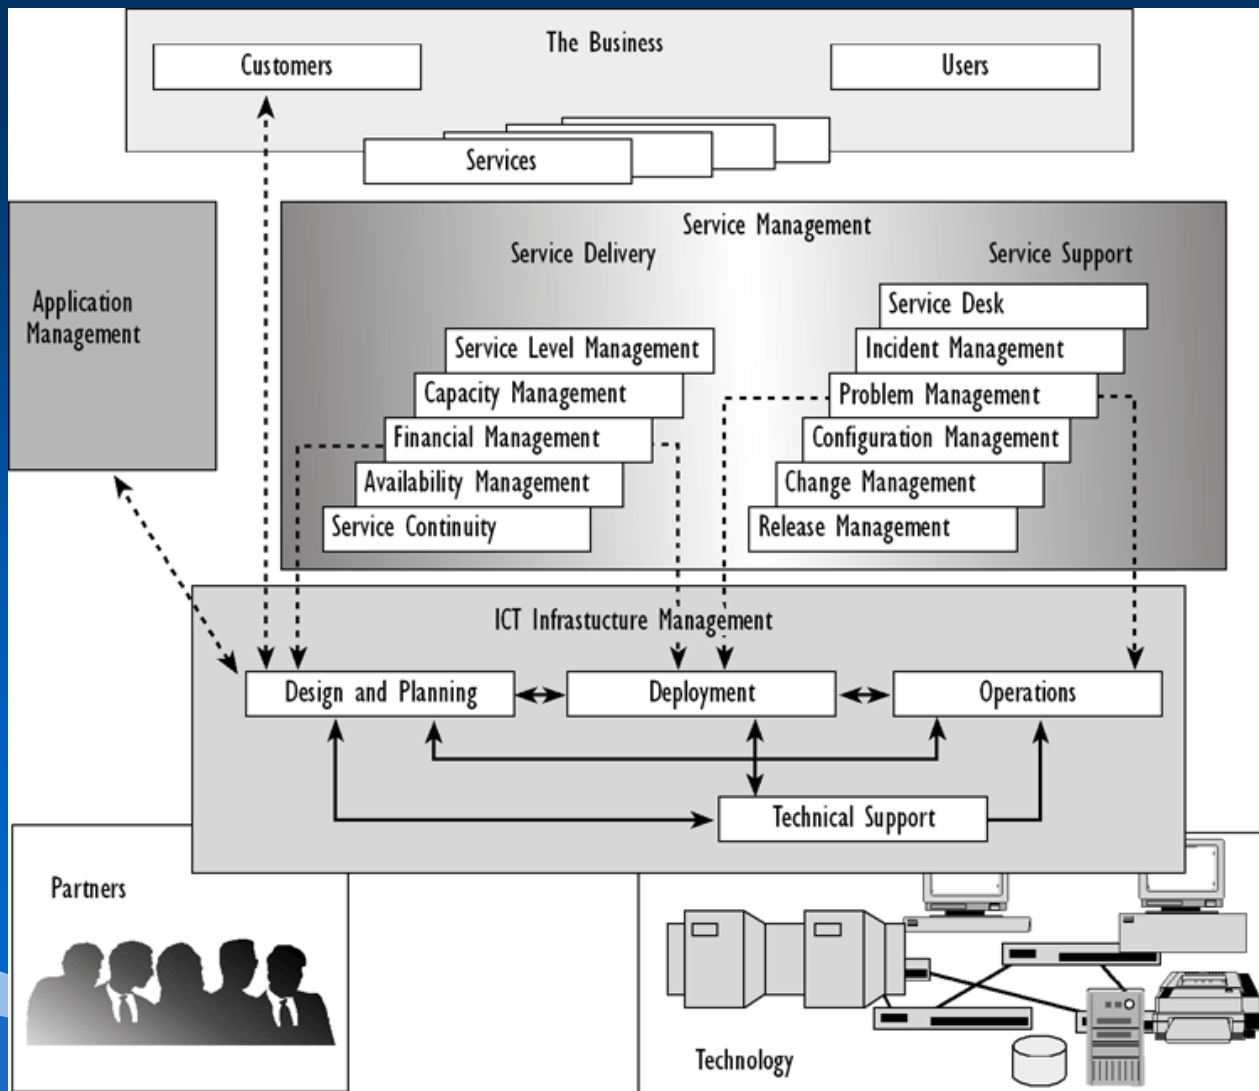 The Business
Customers
Users
Services
Service Management
Service Delivery
Service Support
Application
Management
Service Desk
Service Level Management
Incident Management
Capacity Management
Problem Management
Financial Management
Configuration Management
Availability Management
Change Management
Service Continuity
Release Management
ICT Infrastucture Management
Design and Planning
Deployment
Operations
Technical Support
Partners
Technology